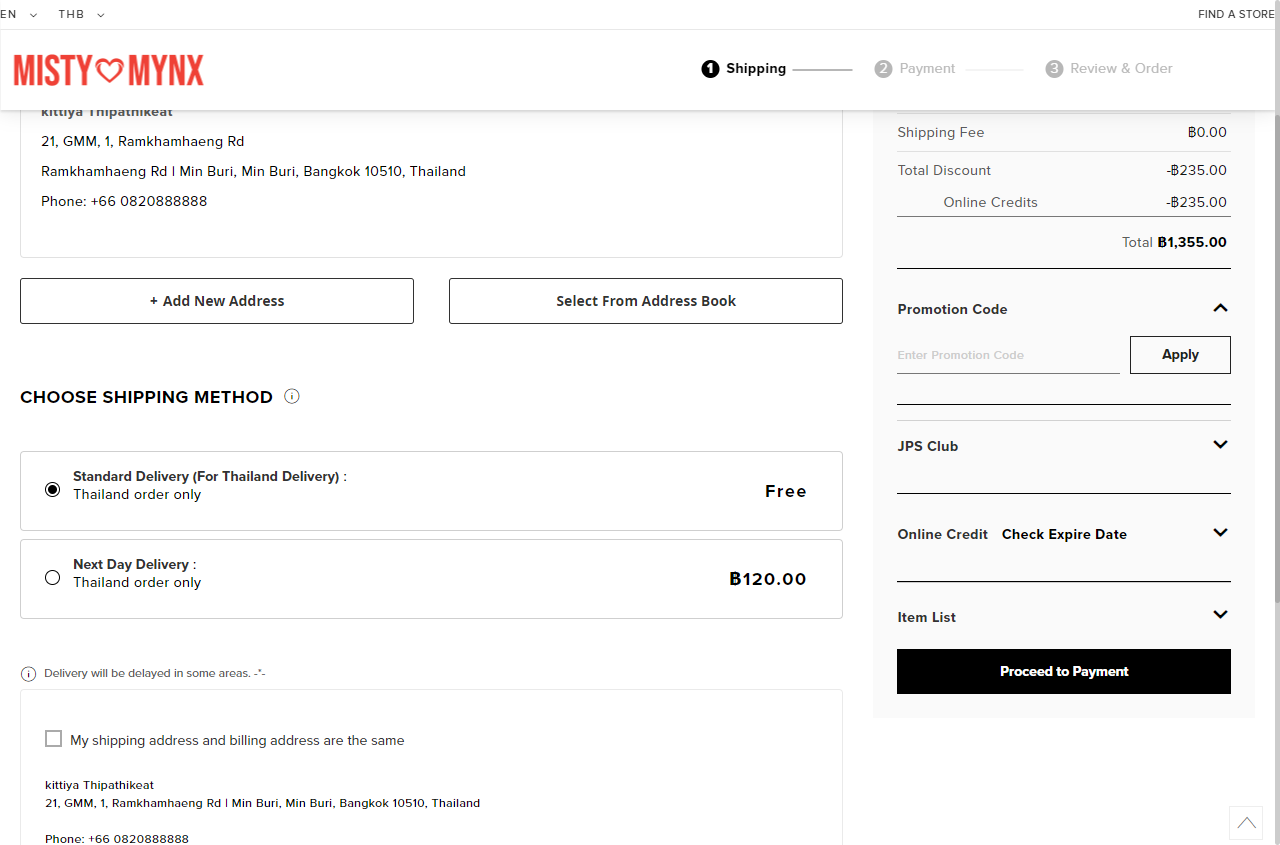 EN THB FIND A STORE
MISTY MYNX
1 Shipping 2 Payment 3 Review & Order
kittiya Thipathikeat
21, GMM, 1, Ramkhamhaeng Rd
Ramkhamhaeng Rd | Min Buri, Min Buri, Bangkok 10510, Thailand
Phone: +66 0820888888
+ Add New Address
Select From Address Book
CHOOSE SHIPPING METHOD
Standard Delivery (For Thailand Delivery) :
Thailand order only
Free
Next Day Delivery :
Thailand order only
฿120.00
Delivery will be delayed in some areas. -*-
My shipping address and billing address are the same
kittiya Thipathikeat
21, GMM, 1, Ramkhamhaeng Rd | Min Buri, Min Buri, Bangkok 10510, Thailand
Phone: +66 0820888888
Shipping Fee ฿0.00
Total Discount -฿235.00
Online Credits -฿235.00
Total ฿1,355.00
Promotion Code
Enter Promotion Code
Apply
JPS Club
Online Credit Check Expire Date
Item List
Proceed to Payment